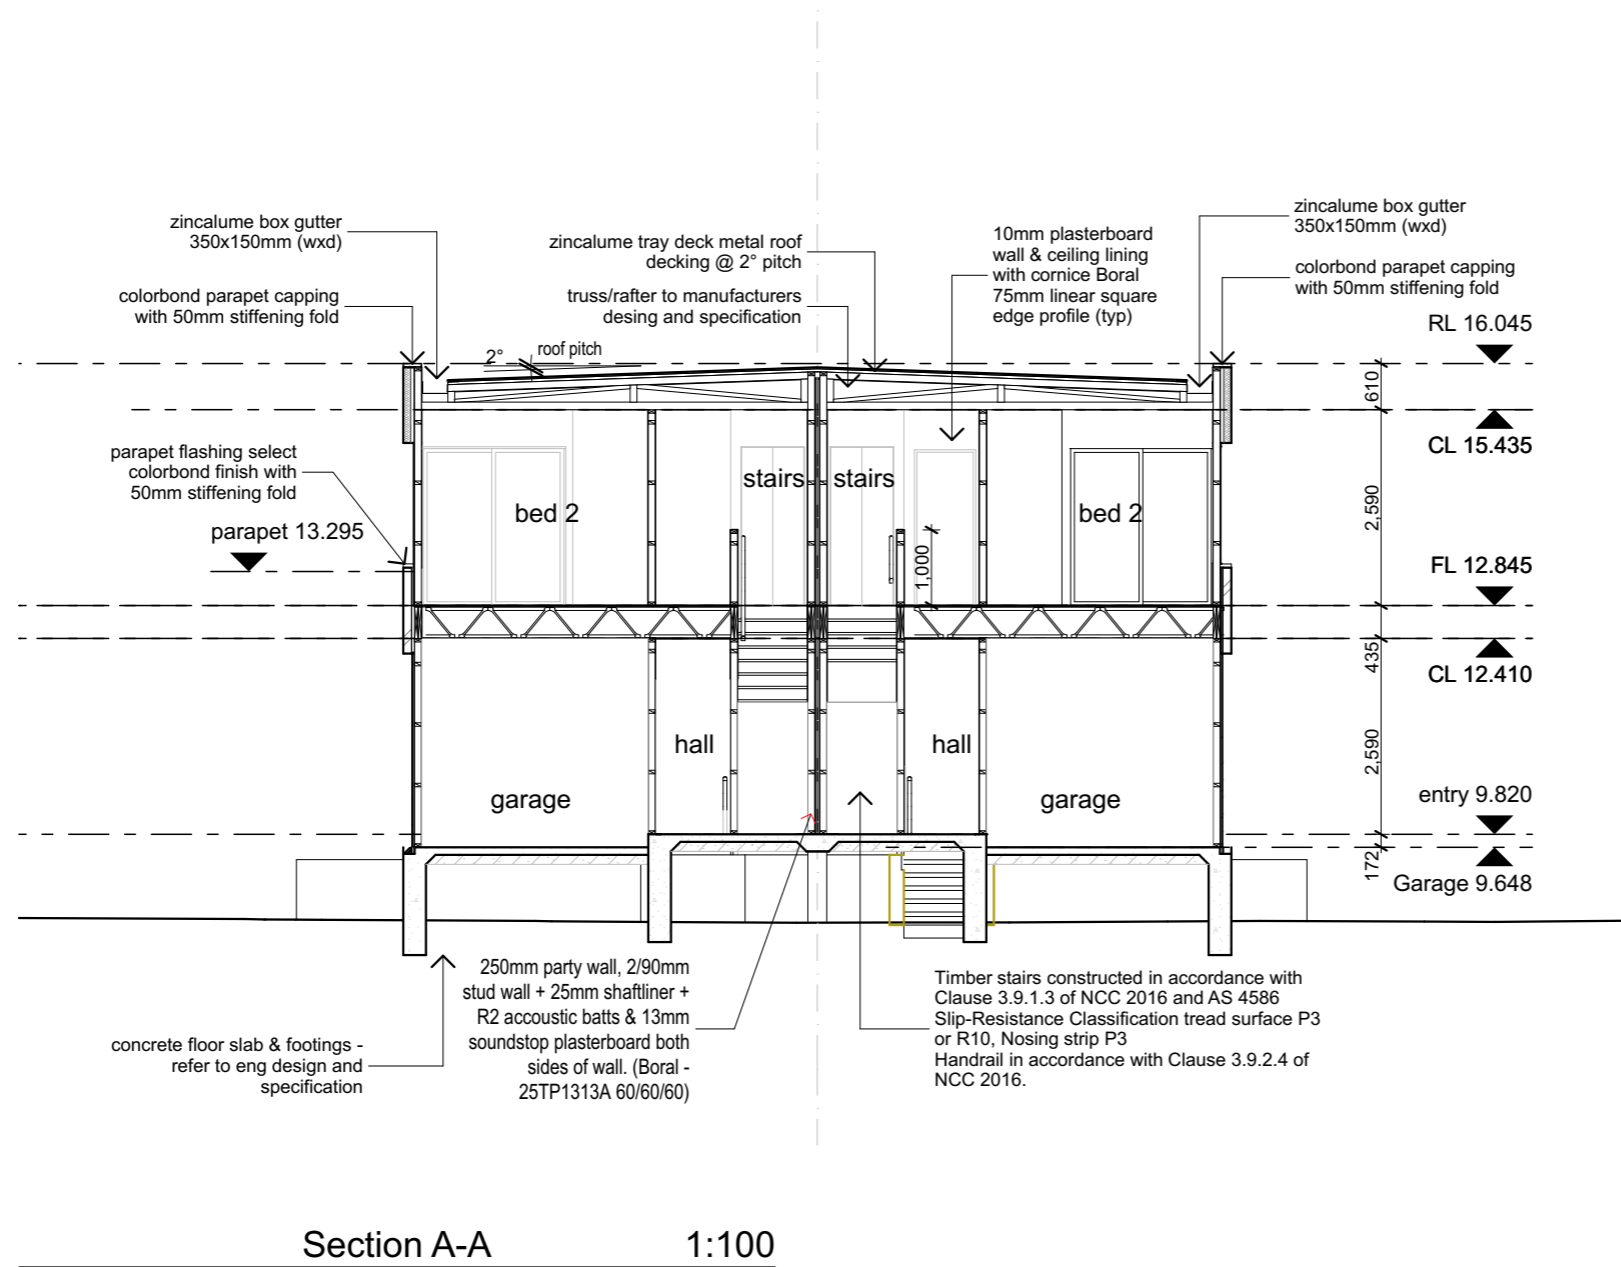 zincalume box gutter
350x150mm (wxd)
colorbond parapet capping
with 50mm stiffening fold
zincalume tray deck metal roof
decking @ 2° pitch
truss/rafter to manufacturers
desing and specification
10mm plasterboard
wall & ceiling lining
with cornice Boral
75mm linear square
edge profile (typ)
zincalume box gutter
350x150mm (wxd)
colorbond parapet capping
with 50mm stiffening fold
RL 16.045
2°
roof pitch
610
CL 15.435
parapet flashing select
colorbond finish with
50mm stiffening fold
parapet 13.295
bed 2
stairs
stairs
bed 2
2,590
1,000
FL 12.845
435
CL 12.410
garage
hall
hall
garage
2,590
entry 9.820
172
Garage 9.648
250mm party wall, 2/90mm
stud wall + 25mm shaftliner +
R2 accoustic batts & 13mm
soundstop plasterboard both
sides of wall. (Boral -
25TP1313A 60/60/60)
concrete floor slab & footings -
refer to eng design and
specification
Timber stairs constructed in accordance with
Clause 3.9.1.3 of NCC 2016 and AS 4586
Slip-Resistance Classification tread surface P3
or R10, Nosing strip P3
Handrail in accordance with Clause 3.9.2.4 of
NCC 2016.
Section A-A 1:100